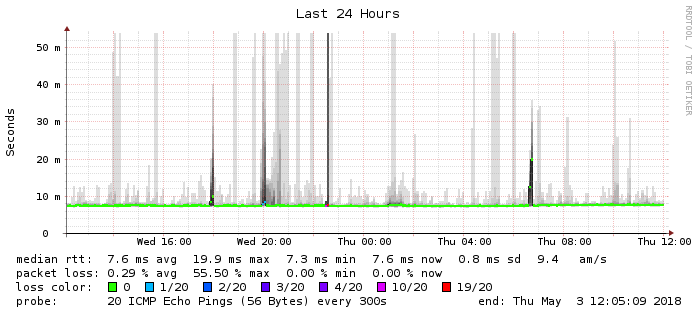 Last 24 Hours
RRDTOOL / TOBI OETIKER
Seconds
50 m
40 m
30 m
20 m
10 m
0
Wed 16:00 Wed 20:00 Thu 00:00 Thu 04:00 Thu 08:00 Thu 12:00
median rtt: 7.6 ms avg 19.9 ms max 7.3 ms min 7.6 ms now 0.8 ms sd 9.4 am/s
packet loss: 0.29 % avg 55.50 % max 0.00 % min 0.00 % now
loss color: 0 1/20 2/20 3/20 4/20 10/20 19/20
probe: 20 ICMP Echo Pings (56 Bytes) every 300s end: Thu May 3 12:05:09 2018